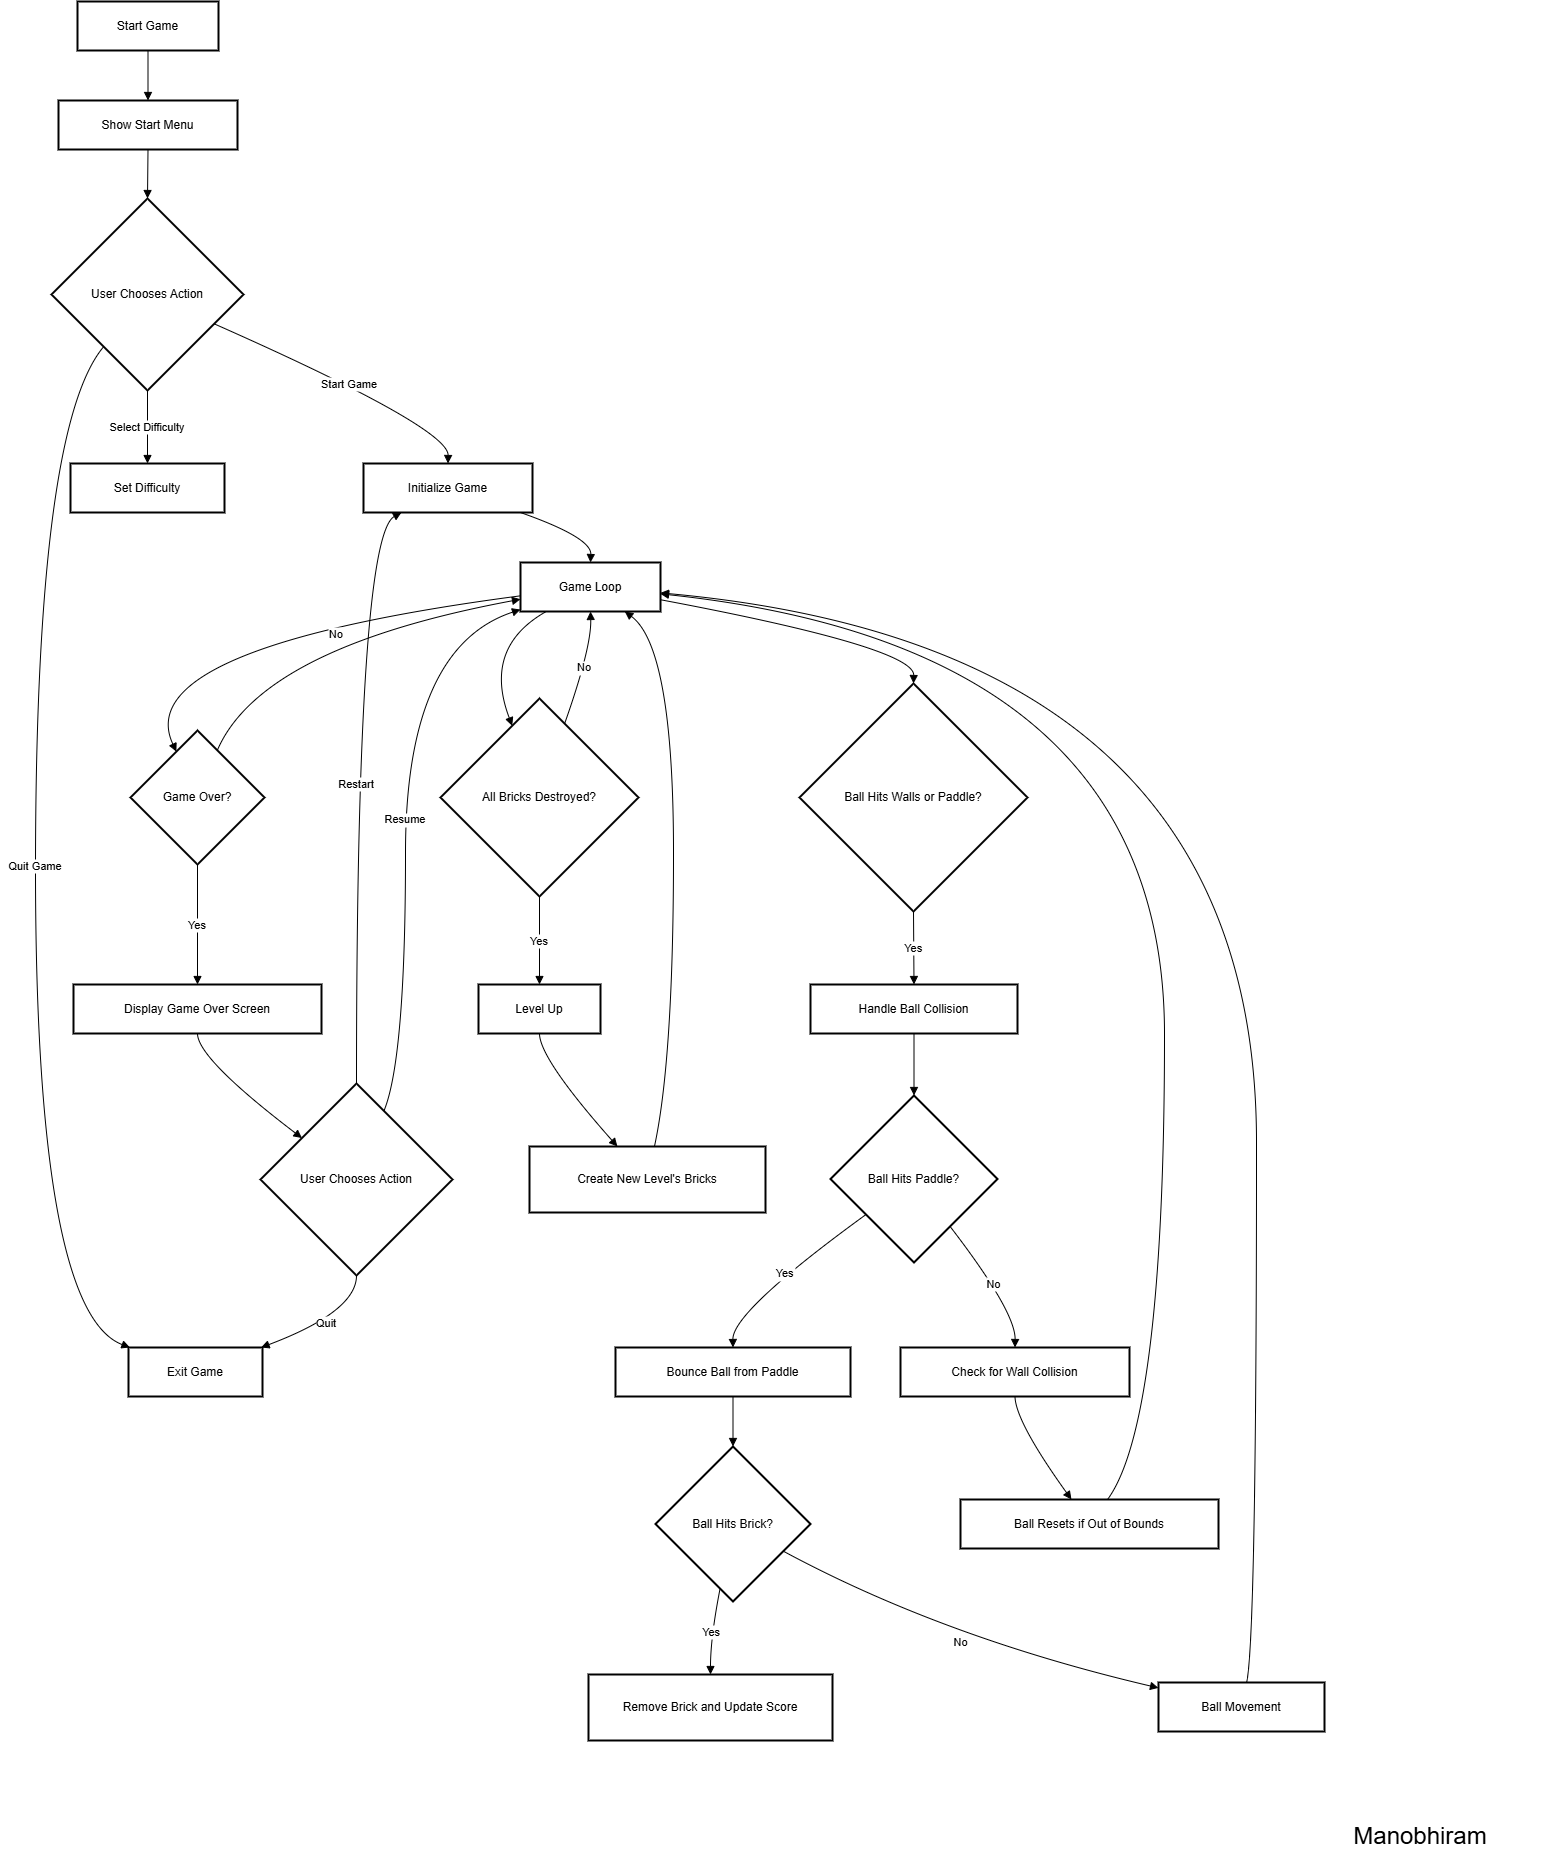 Start Game
Show Start Menu
User Chooses Action
Start Game
Select Difficulty
Set Difficulty
Initialize Game
Game Loop
No
No
Restart
Game Over?
All Bricks Destroyed?
Ball Hits Walls or Paddle?
Resume
Quit Game
Yes
Yes
Yes
Display Game Over Screen
Level Up
Handle Ball Collision
User Chooses Action
Create New Level's Bricks
Ball Hits Paddle?
Yes
No
Quit
Exit Game
Bounce Ball from Paddle
Check for Wall Collision
Ball Hits Brick?
Ball Resets if Out of Bounds
Yes
No
Remove Brick and Update Score
Ball Movement
Manobhiram